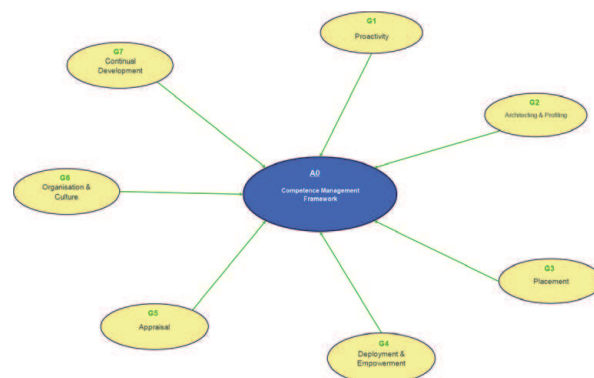 G1
Proactivity
G2
Architecting & Profiling
G3
Placement
G4
Deployment &
Empowerment
G5
Appraisal
G6
Organisation &
Culture
G7
Continual
Development
A0
Competence Management
Framework